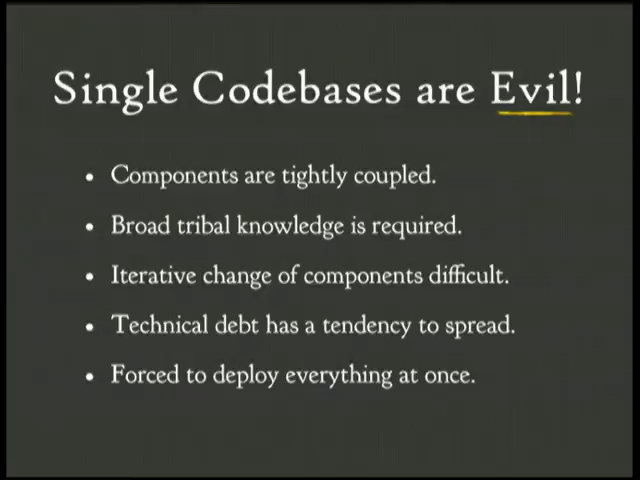 Single Codebases are Evil!
• Components are tightly coupled.
• Broad tribal knowledge is required.
• Iterative change of components difficult.
• Technical debt has a tendency to spread.
• Forced to deploy everything at once.